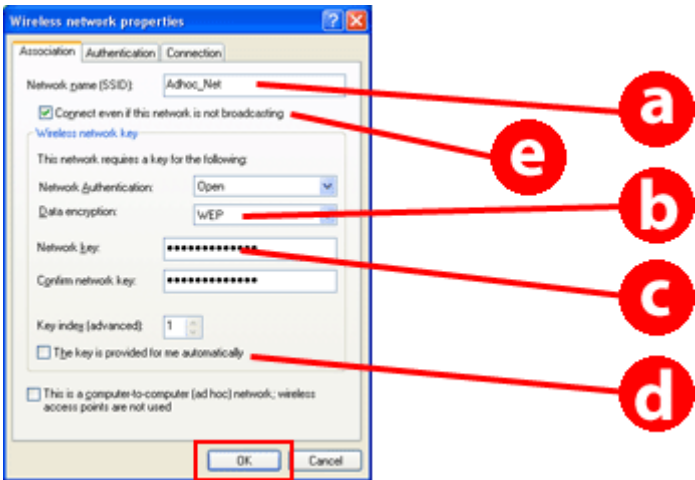 Wireless network properties
Association Authentication Connection
Network name (SSID): Adhoc_Net
a
Connect even if this network is not broadcasting
e
Wireless network key
This network requires a key for the following:
Network Authentication: Open
Data encryption: WEP
b
Network key: •••••••••••••
c
Confirm network key: •••••••••••••
Key index (advanced): 1
The key is provided for me automatically
d
This is a computer-to-computer (ad hoc) network; wireless
access points are not used
OK Cancel